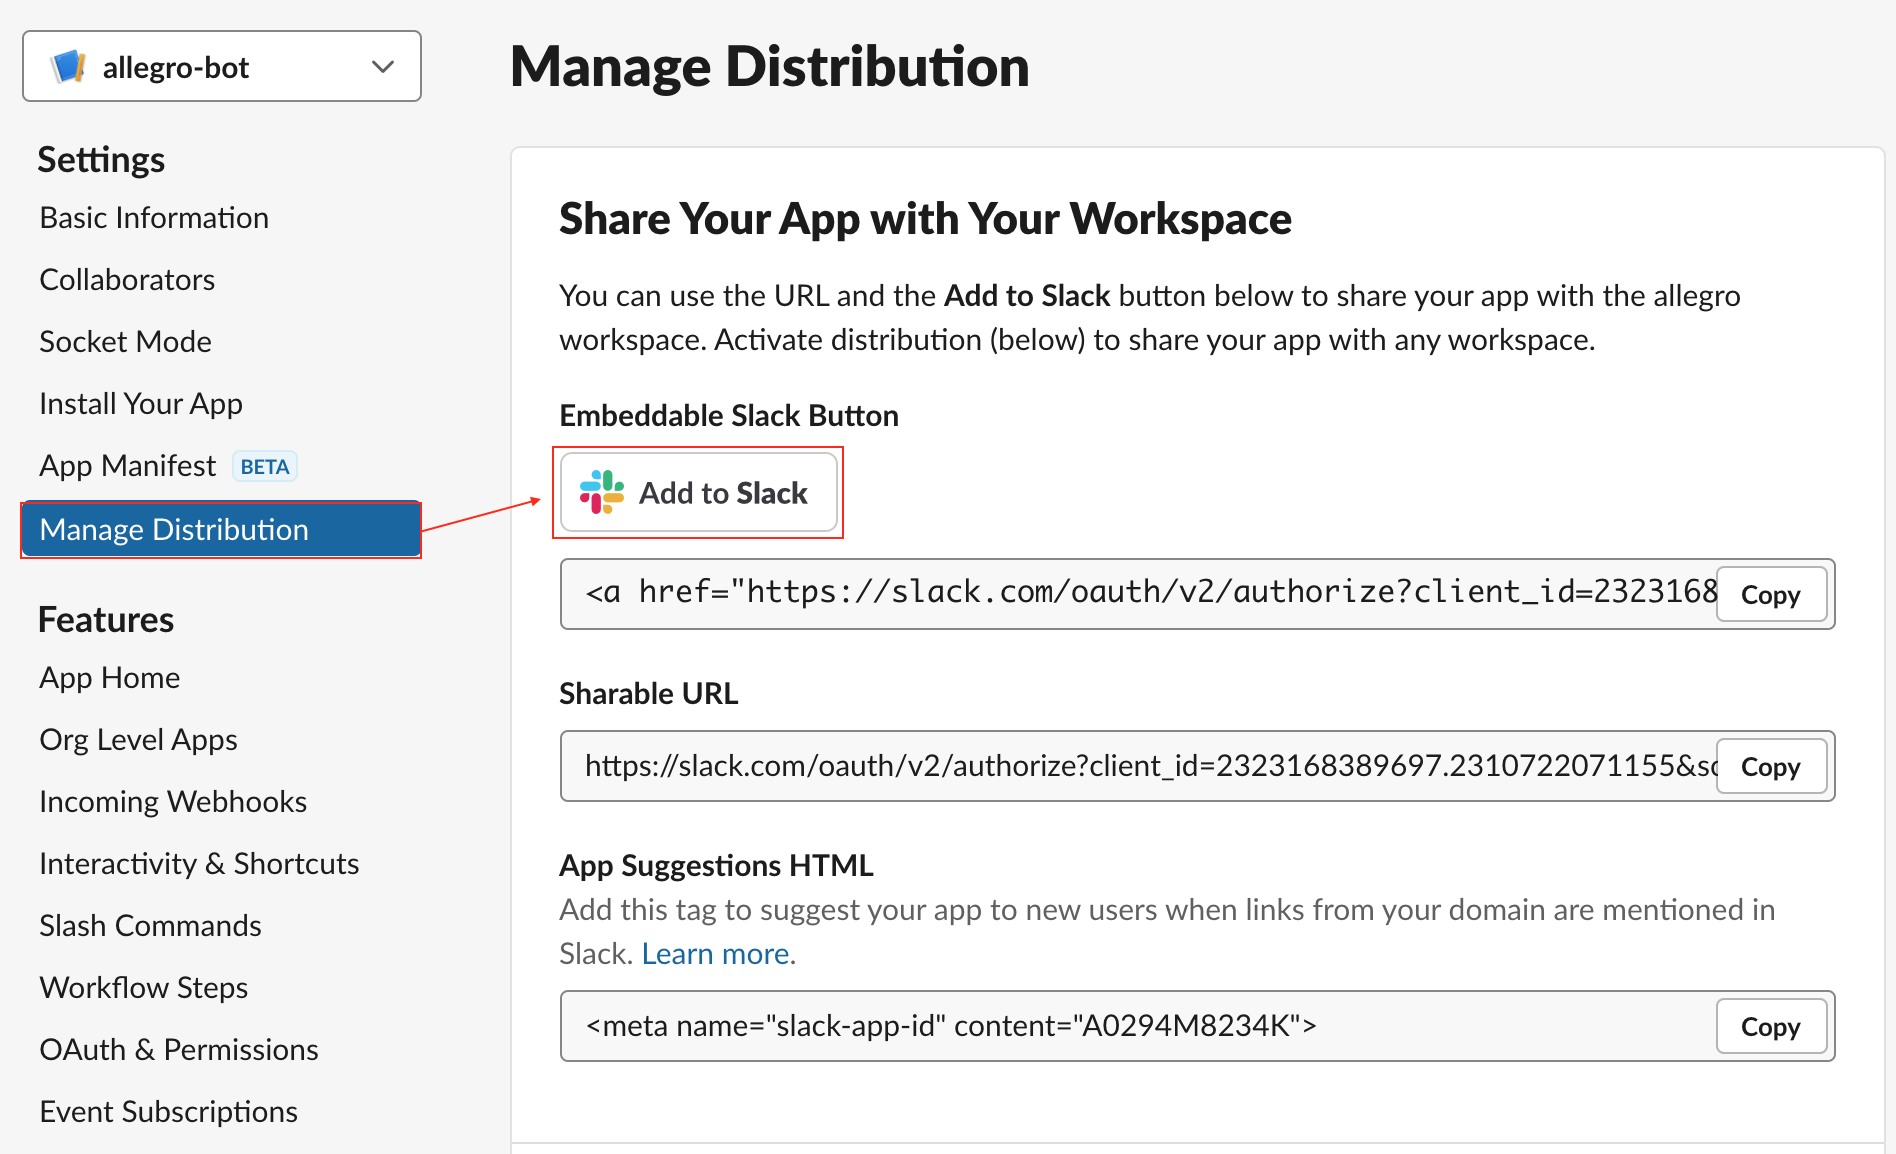 allegro-bot
Settings
Basic Information
Collaborators
Socket Mode
Install Your App
App Manifest BETA
Manage Distribution
Features
App Home
Org Level Apps
Incoming Webhooks
Interactivity & Shortcuts
Slash Commands
Workflow Steps
OAuth & Permissions
Event Subscriptions
Manage Distribution
Share Your App with Your Workspace
You can use the URL and the Add to Slack button below to share your app with the allegro
workspace. Activate distribution (below) to share your app with any workspace.
Embeddable Slack Button
Add to Slack
<a href="https://slack.com/oauth/v2/authorize?client_id=2323168 Copy
Sharable URL
https://slack.com/oauth/v2/authorize?client_id=2323168389697.2310722071155&sc Copy
App Suggestions HTML
Add this tag to suggest your app to new users when links from your domain are mentioned in
Slack. Learn more.
<meta name="slack-app-id" content="A0294M8234K"> Copy